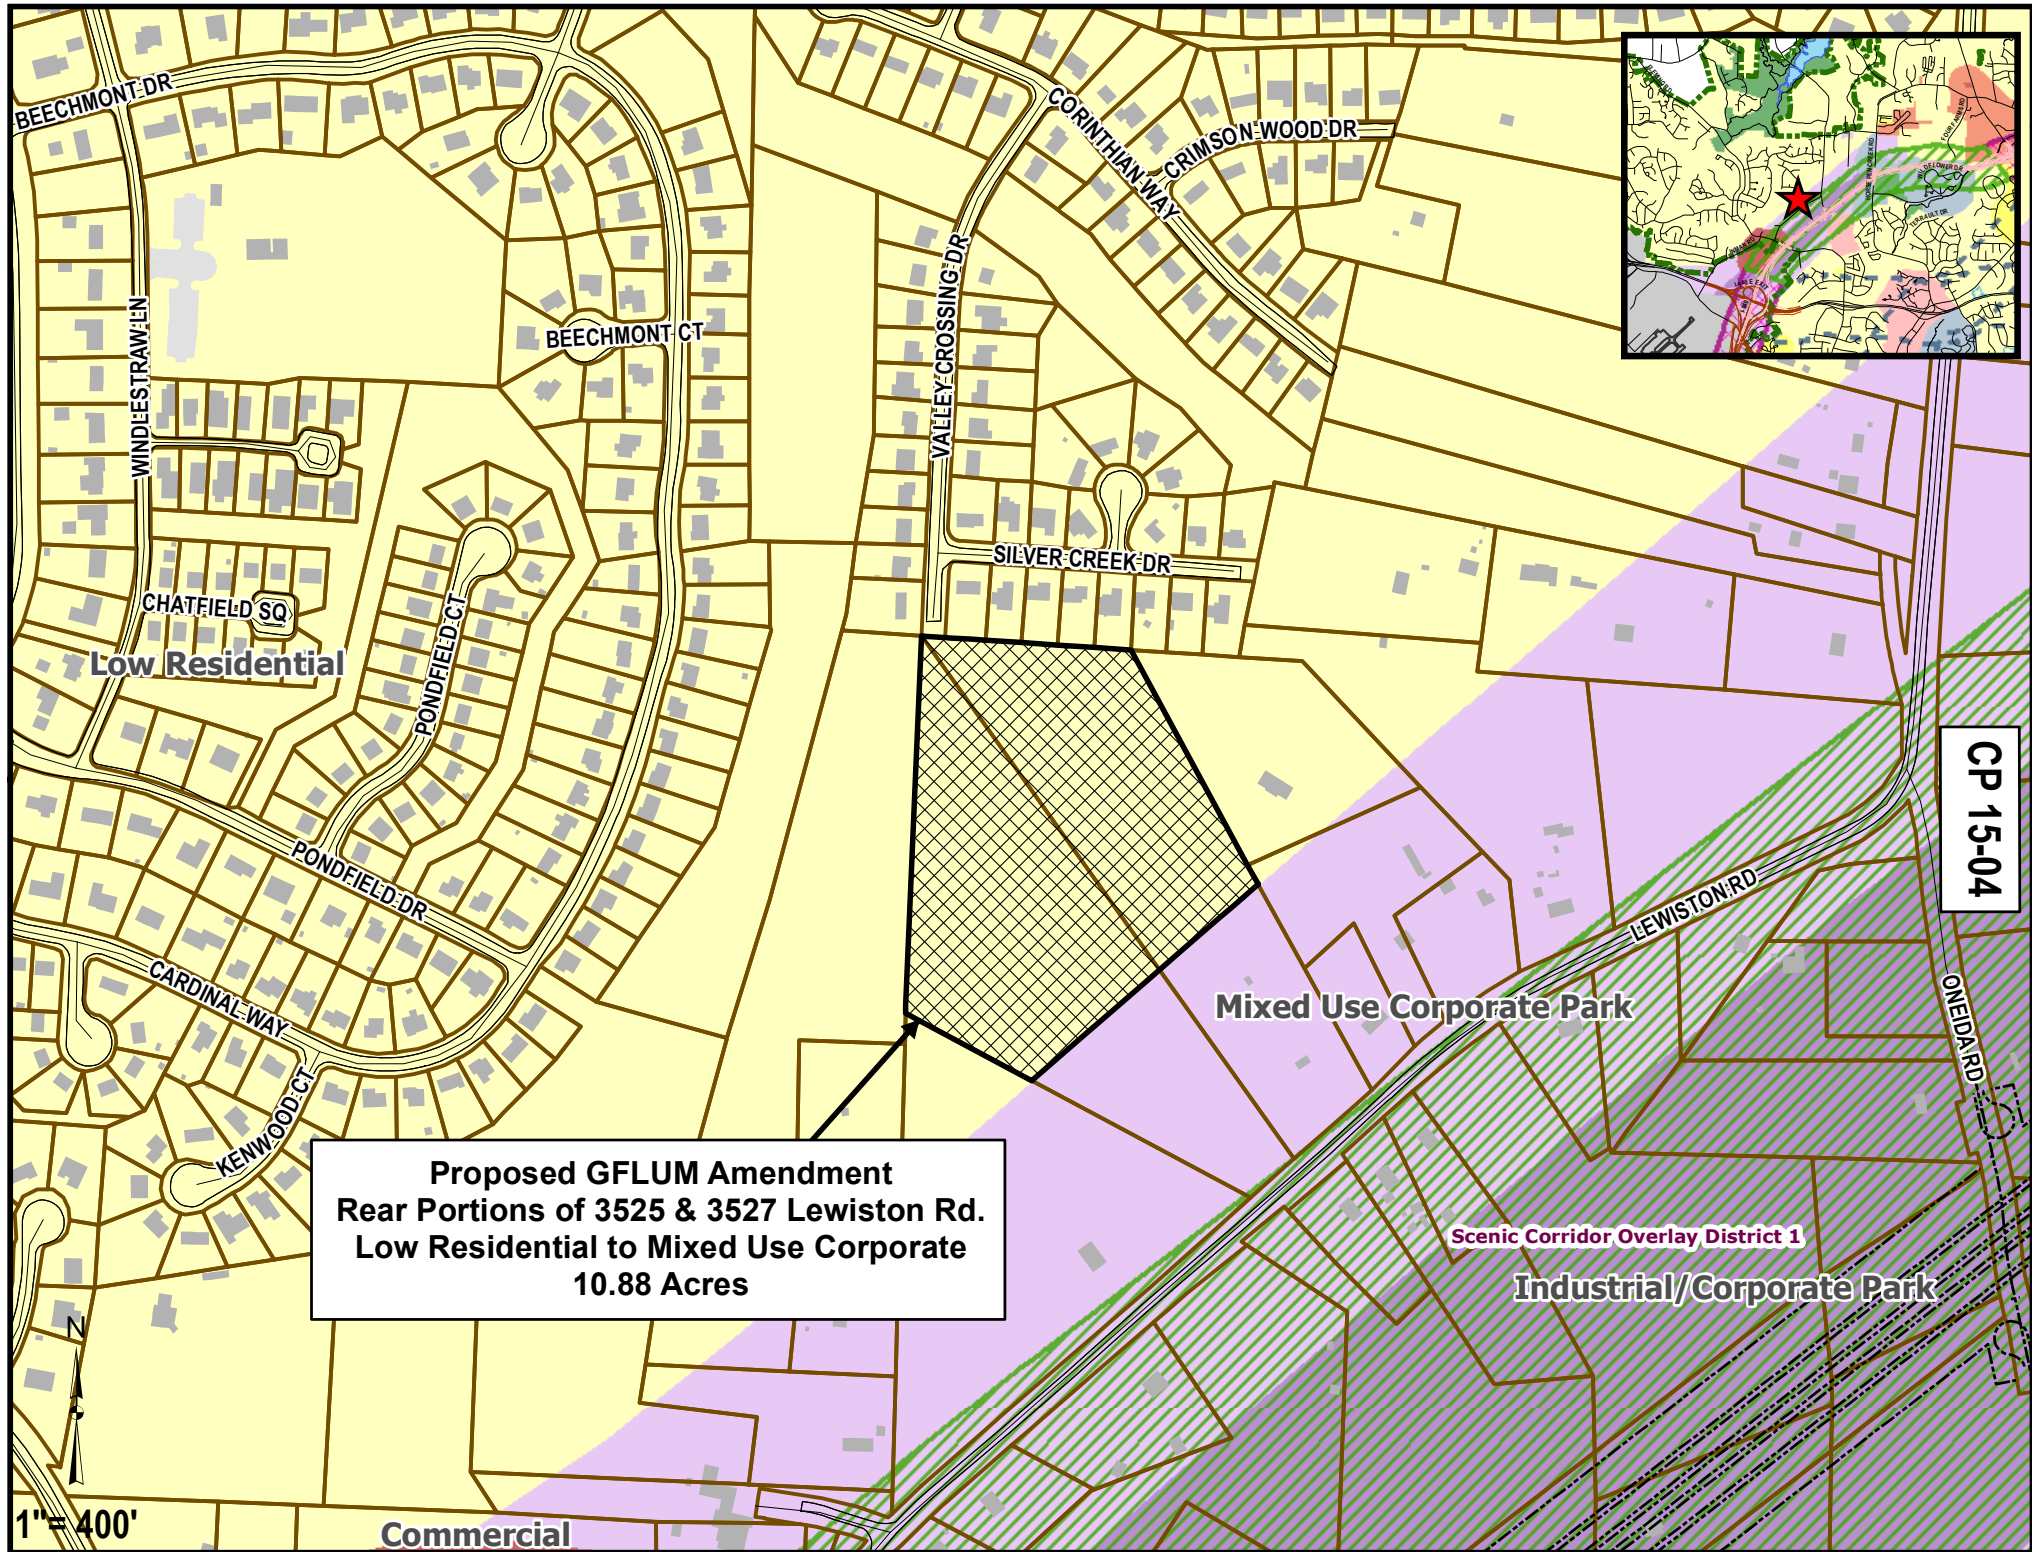 BEECHMONT DR
CORINTHIAN WAY
CRIMSON WOOD DR
WINDLESTRAW LN
BEECHMONT CT
VALLEY CROSSING DR
SILVER CREEK DR
CHATFIELD SQ
PONDFIELD CT
Low Residential
PONDFIELD DR
CARDINAL WAY
KENWOOD CT
LEWISTON RD
ONEIDA RD
CP 15-04
Mixed Use Corporate Park
Proposed GFLUM Amendment
Rear Portions of 3525 & 3527 Lewiston Rd.
Low Residential to Mixed Use Corporate
10.88 Acres
Scenic Corridor Overlay District 1
Industrial/Corporate Park
N
1"= 400'
Commercial